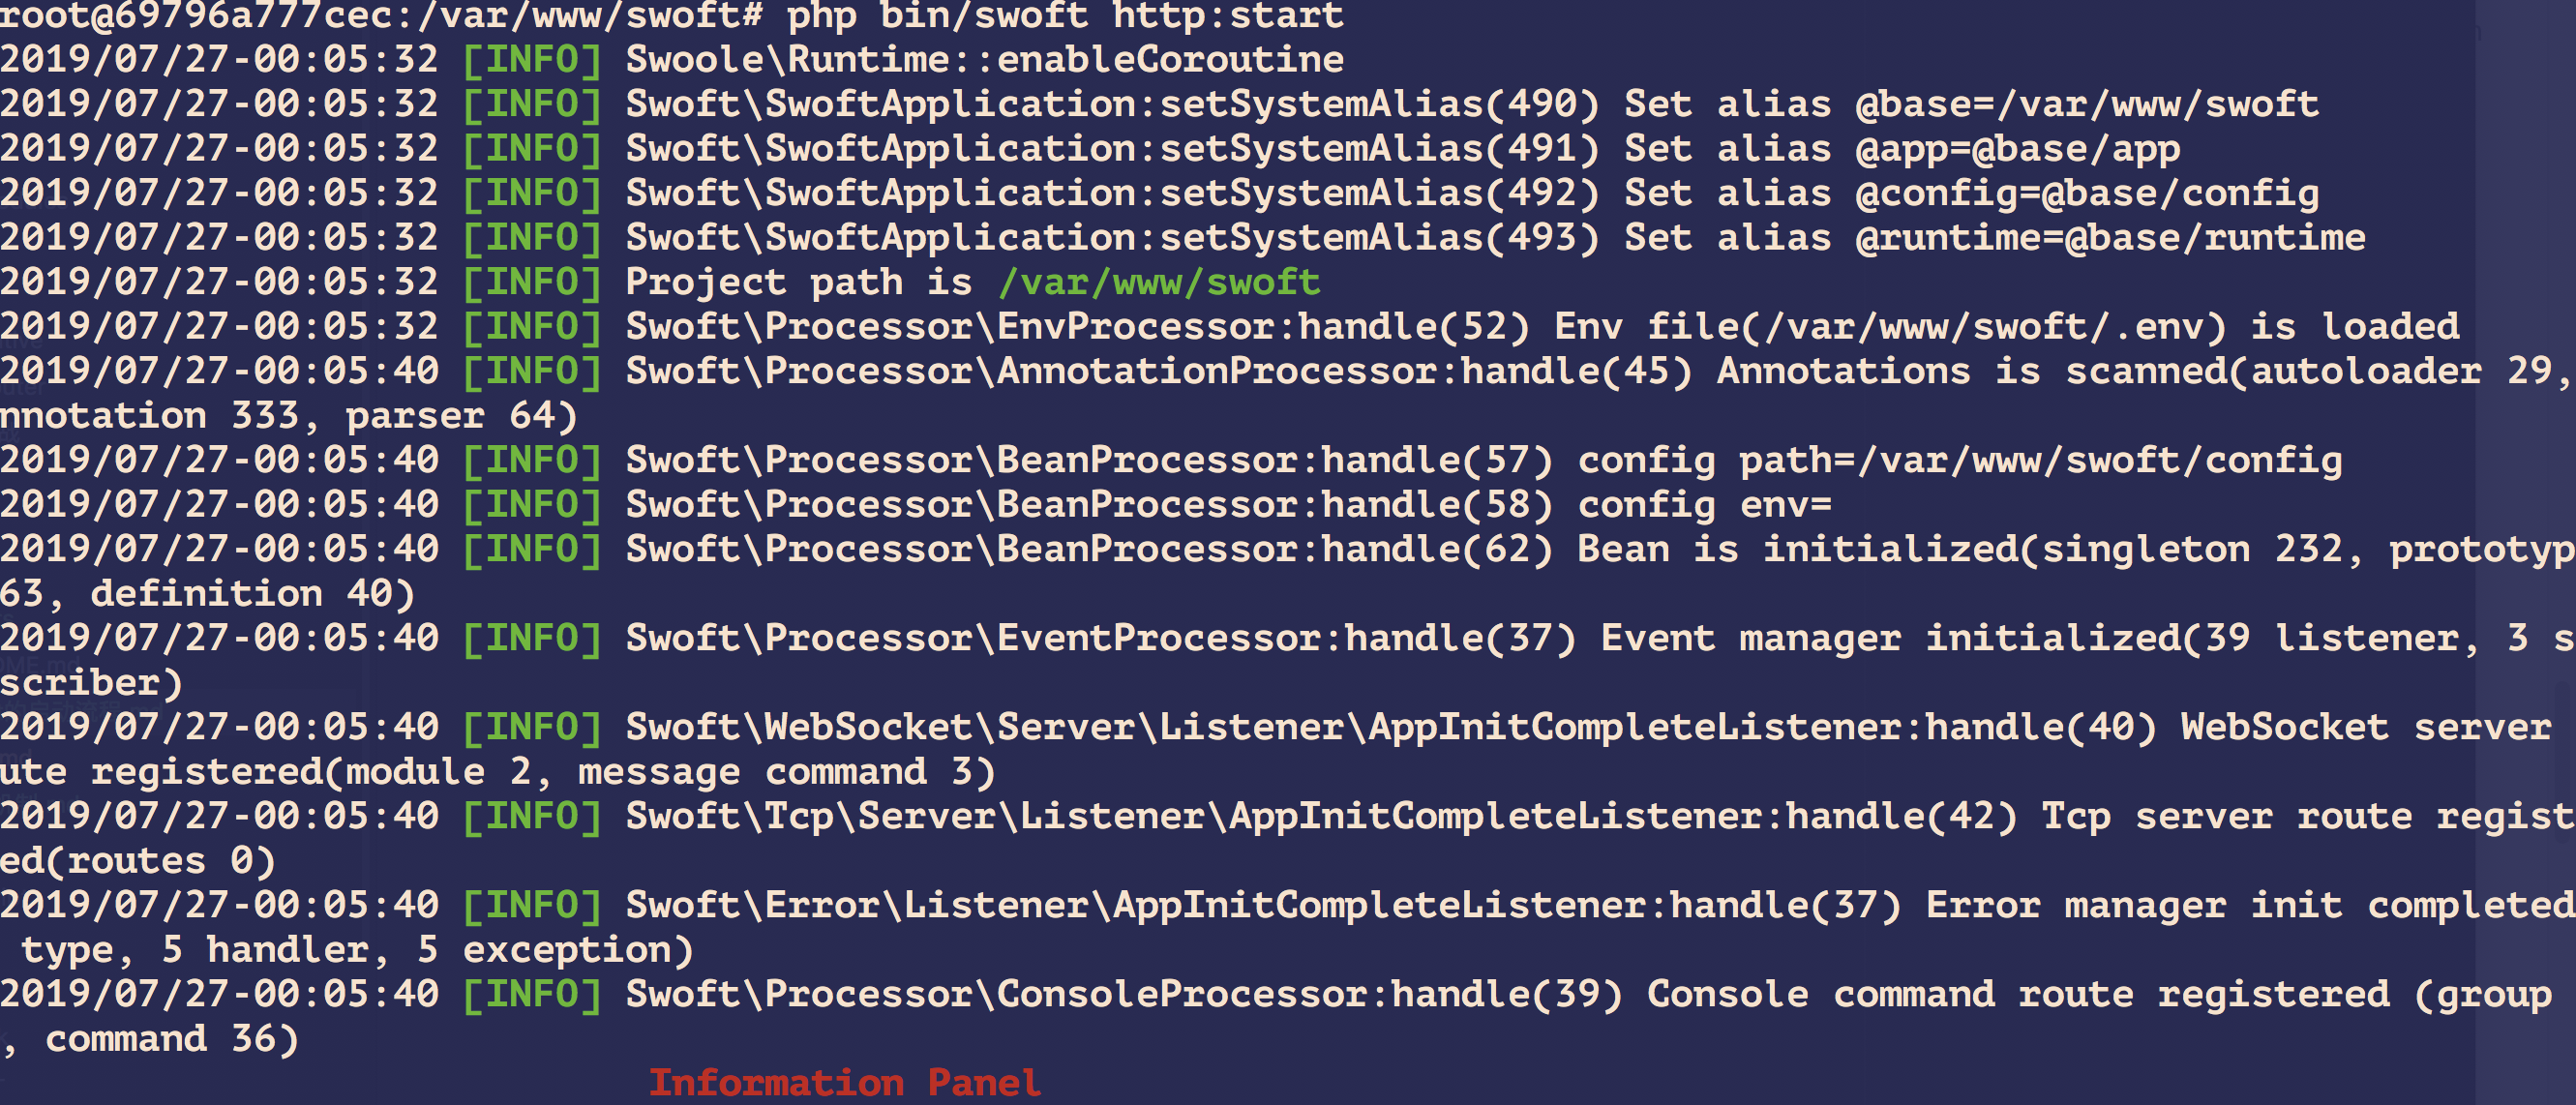 root@69796a777cec:/var/www/swoft# php bin/swoft http:start
2019/07/27-00:05:32 [INFO] Swoole\Runtime::enableCoroutine
2019/07/27-00:05:32 [INFO] Swoft\SwoftApplication:setSystemAlias(490) Set alias @base=/var/www/swoft
2019/07/27-00:05:32 [INFO] Swoft\SwoftApplication:setSystemAlias(491) Set alias @app=@base/app
2019/07/27-00:05:32 [INFO] Swoft\SwoftApplication:setSystemAlias(492) Set alias @config=@base/config
2019/07/27-00:05:32 [INFO] Swoft\SwoftApplication:setSystemAlias(493) Set alias @runtime=@base/runtime
2019/07/27-00:05:32 [INFO] Project path is /var/www/swoft
2019/07/27-00:05:32 [INFO] Swoft\Processor\EnvProcessor:handle(52) Env file(/var/www/swoft/.env) is loaded
2019/07/27-00:05:40 [INFO] Swoft\Processor\AnnotationProcessor:handle(45) Annotations is scanned(autoloader 29,
nnotation 333, parser 64)
2019/07/27-00:05:40 [INFO] Swoft\Processor\BeanProcessor:handle(57) config path=/var/www/swoft/config
2019/07/27-00:05:40 [INFO] Swoft\Processor\BeanProcessor:handle(58) config env=
2019/07/27-00:05:40 [INFO] Swoft\Processor\BeanProcessor:handle(62) Bean is initialized(singleton 232, prototyp
63, definition 40)
2019/07/27-00:05:40 [INFO] Swoft\Processor\EventProcessor:handle(37) Event manager initialized(39 listener, 3 s
scriber)
2019/07/27-00:05:40 [INFO] Swoft\WebSocket\Server\Listener\AppInitCompleteListener:handle(40) WebSocket server
ute registered(module 2, message command 3)
2019/07/27-00:05:40 [INFO] Swoft\Tcp\Server\Listener\AppInitCompleteListener:handle(42) Tcp server route regist
ed(routes 0)
2019/07/27-00:05:40 [INFO] Swoft\Error\Listener\AppInitCompleteListener:handle(37) Error manager init completed
type, 5 handler, 5 exception)
2019/07/27-00:05:40 [INFO] Swoft\Processor\ConsoleProcessor:handle(39) Console command route registered (group
, command 36)
Information Panel